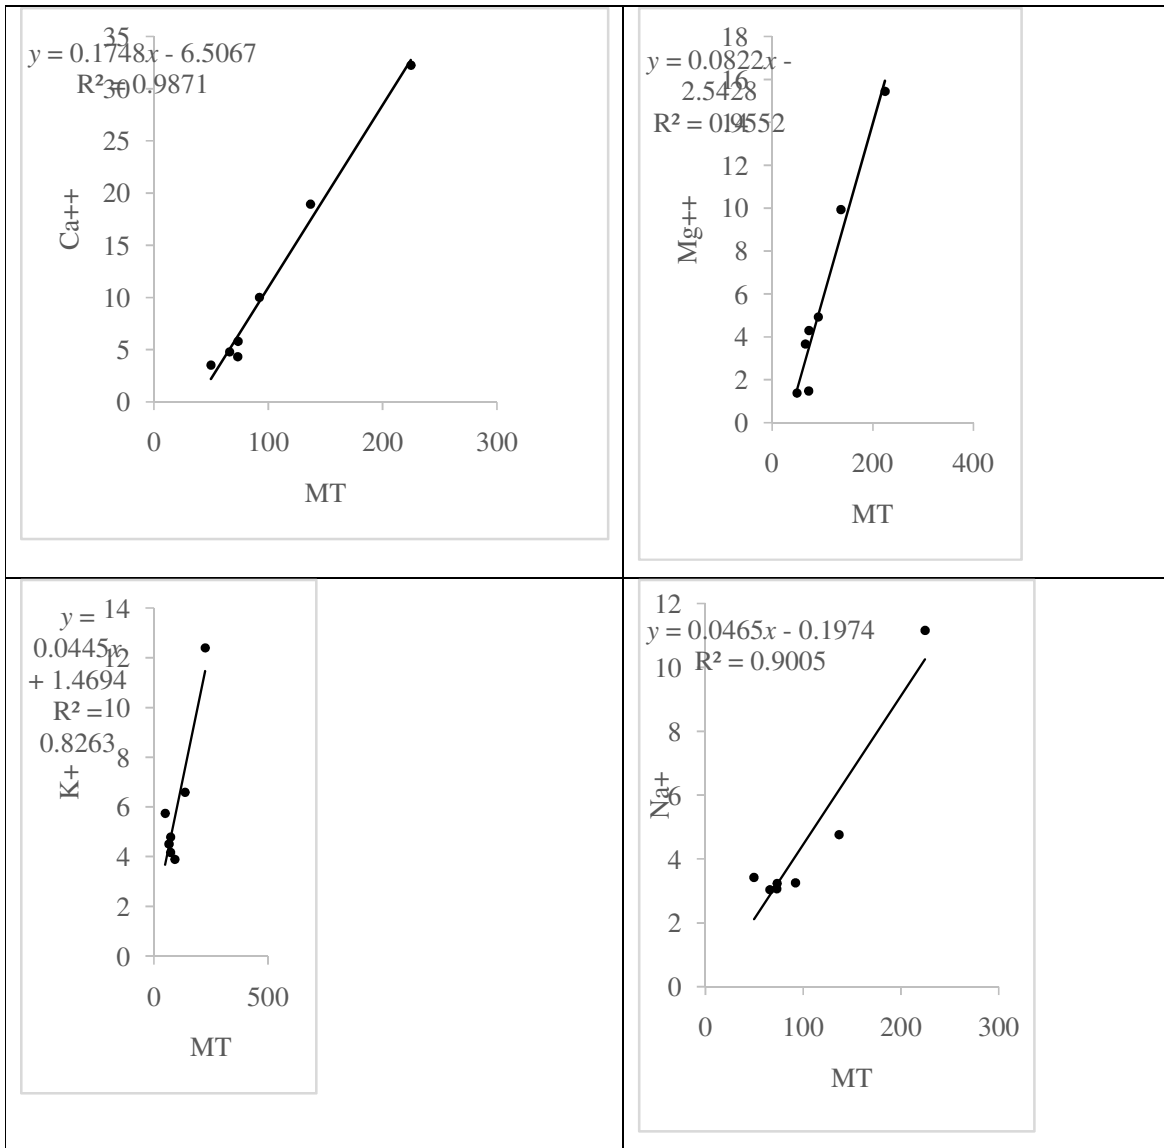 y = 0.1748x - 6.5067
R² = 0.9871
35
30
25
20
15
10
5
0
Ca++
0 100 200 300
MT
y = 0.0822x -
2.5428
R² = 0.9552
18
16
14
12
10
8
6
4
2
0
Mg++
0 200 400
MT
y =
0.0445x
+ 1.4694
R² =
0.8263
14
12
10
8
6
4
2
0
K+
0 500
MT
y = 0.0465x - 0.1974
R² = 0.9005
12
10
8
6
4
2
0
Na+
0 100 200 300
MT